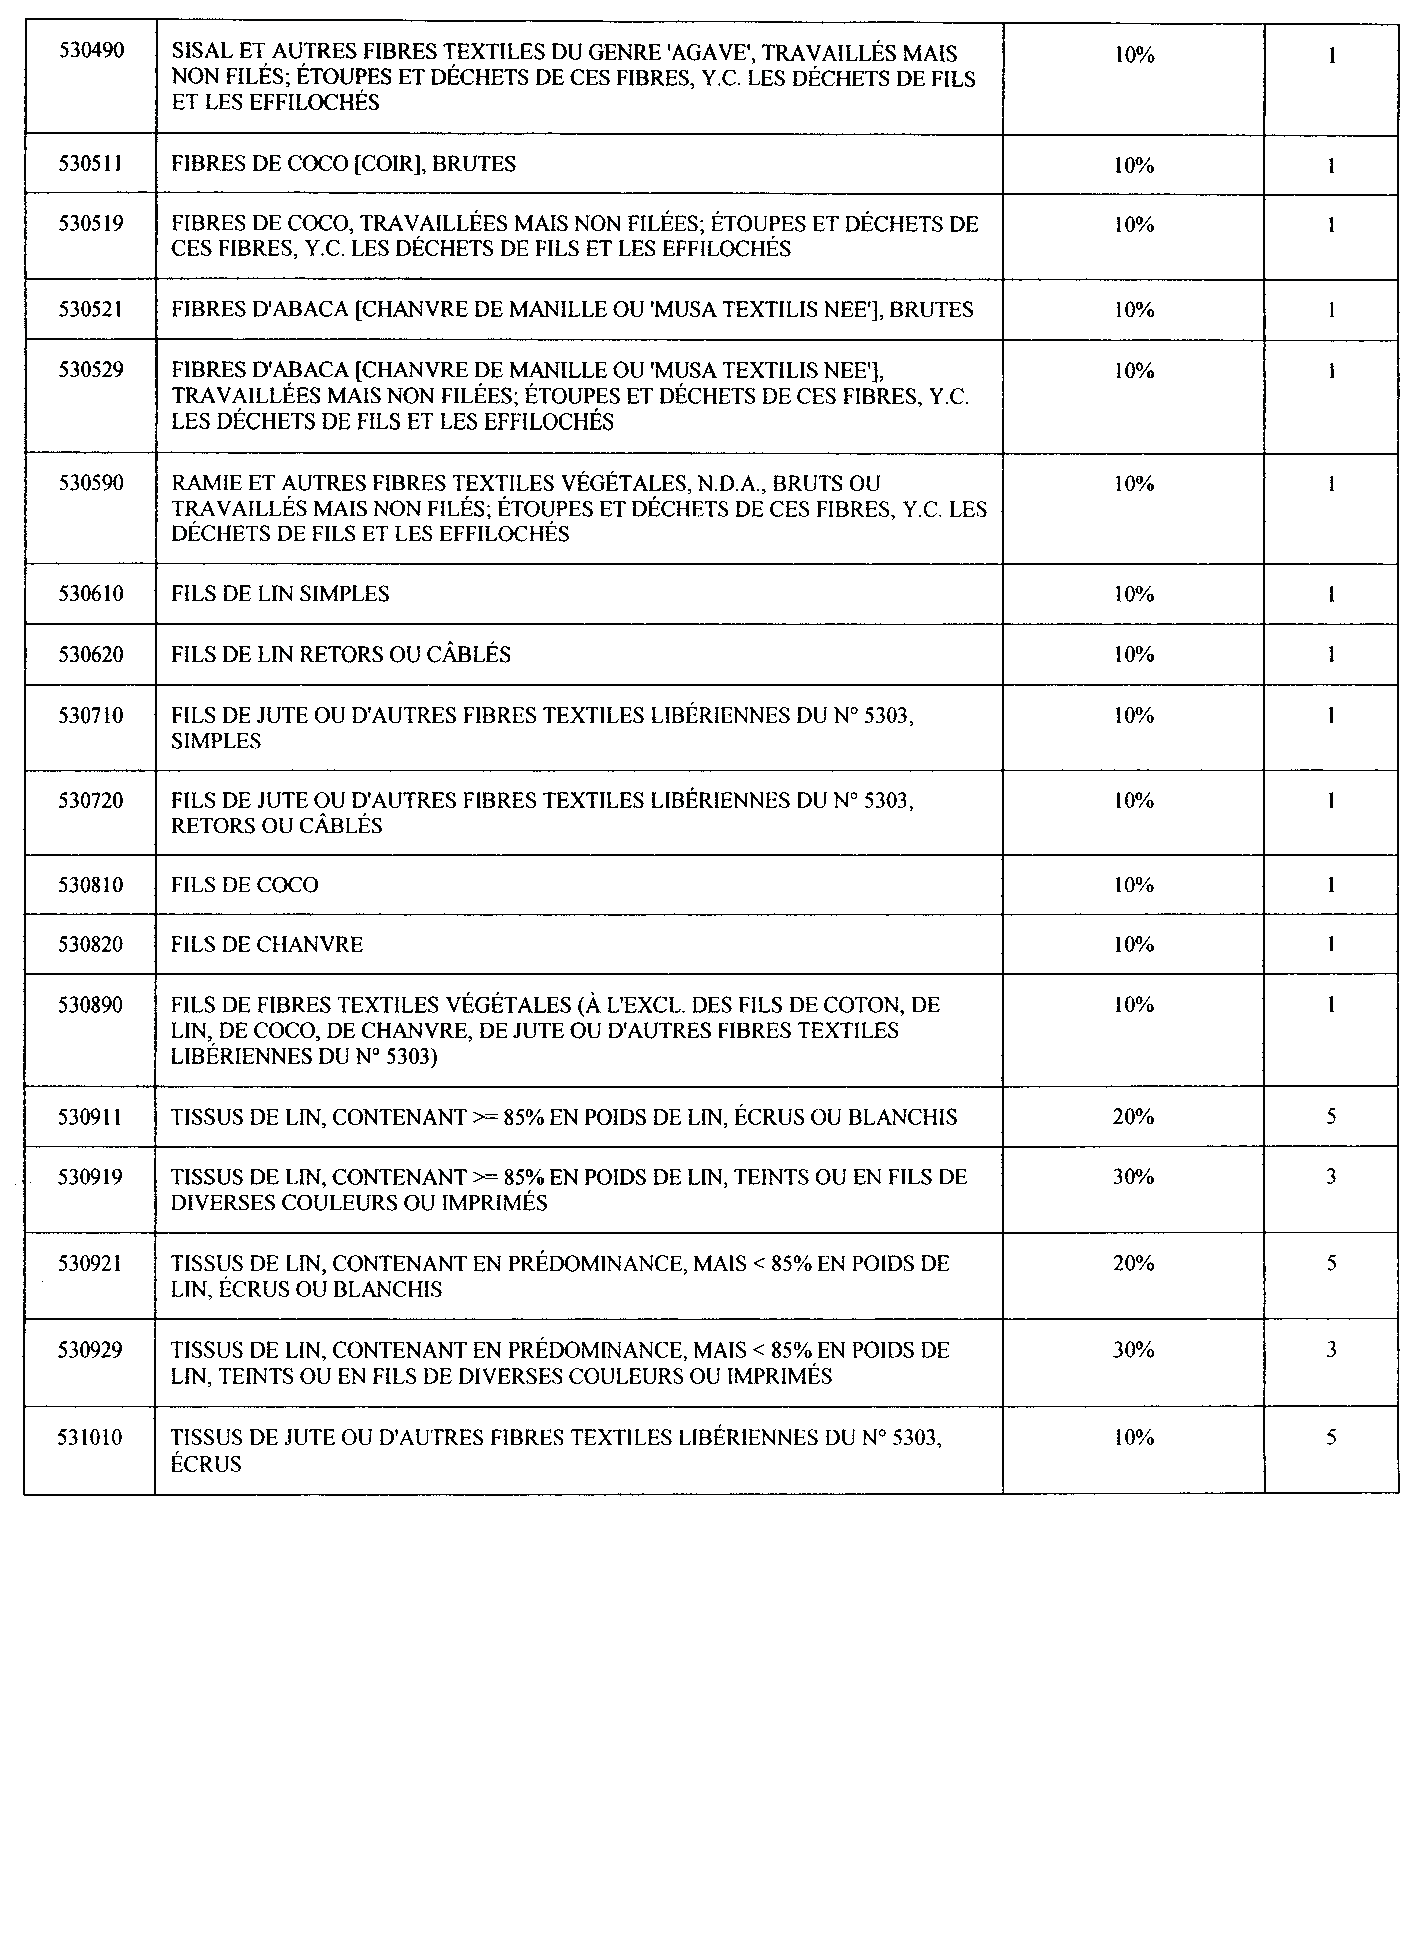 530490 SISAL ET AUTRES FIBRES TEXTILES DU GENRE 'AGAVE', TRAVAILLÉS MAIS 10% 1
NON FILÉS; ÉTOUPES ET DÉCHETS DE CES FIBRES, Y.C. LES DÉCHETS DE FILS
ET LES EFFILOCHÉS
530511 FIBRES DE COCO [COIR], BRUTES 10% 1
530519 FIBRES DE COCO, TRAVAILLÉES MAIS NON FILÉES; ÉTOUPES ET DÉCHETS DE 10% 1
CES FIBRES, Y.C. LES DÉCHETS DE FILS ET LES EFFILOCHÉS
530521 FIBRES D'ABACA [CHANVRE DE MANILLE OU 'MUSA TEXTILIS NEE'], BRUTES 10% 1
530529 FIBRES D'ABACA [CHANVRE DE MANILLE OU 'MUSA TEXTILIS NEE'], 10% 1
TRAVAILLÉES MAIS NON FILÉES; ÉTOUPES ET DÉCHETS DE CES FIBRES, Y.C.
LES DÉCHETS DE FILS ET LES EFFILOCHÉS
530590 RAMIE ET AUTRES FIBRES TEXTILES VÉGÉTALES, N.D.A., BRUTS OU 10% 1
TRAVAILLÉS MAIS NON FILÉS; ÉTOUPES ET DÉCHETS DE CES FIBRES, Y.C. LES
DÉCHETS DE FILS ET LES EFFILOCHÉS
530610 FILS DE LIN SIMPLES 10% 1
530620 FILS DE LIN RETORS OU CÂBLÉS 10% 1
530710 FILS DE JUTE OU D'AUTRES FIBRES TEXTILES LIBÉRIENNES DU N° 5303, 10% 1
SIMPLES
530720 FILS DE JUTE OU D'AUTRES FIBRES TEXTILES LIBÉRIENNES DU N° 5303, 10% 1
RETORS OU CÂBLÉS
530810 FILS DE COCO 10% 1
530820 FILS DE CHANVRE 10% 1
530890 FILS DE FIBRES TEXTILES VÉGÉTALES (À L'EXCL. DES FILS DE COTON, DE 10% 1
LIN, DE COCO, DE CHANVRE, DE JUTE OU D'AUTRES FIBRES TEXTILES
LIBÉRIENNES DU N° 5303)
530911 TISSUS DE LIN, CONTENANT >= 85% EN POIDS DE LIN, ÉCRUS OU BLANCHIS 20% 5
530919 TISSUS DE LIN, CONTENANT >= 85% EN POIDS DE LIN, TEINTS OU EN FILS DE 30% 3
DIVERSES COULEURS OU IMPRIMÉS
530921 TISSUS DE LIN, CONTENANT EN PRÉDOMINANCE, MAIS < 85% EN POIDS DE 20% 5
LIN, ÉCRUS OU BLANCHIS
530929 TISSUS DE LIN, CONTENANT EN PRÉDOMINANCE, MAIS < 85% EN POIDS DE 30% 3
LIN, TEINTS OU EN FILS DE DIVERSES COULEURS OU IMPRIMÉS
531010 TISSUS DE JUTE OU D'AUTRES FIBRES TEXTILES LIBÉRIENNES DU N° 5303, 10% 5
ÉCRUS